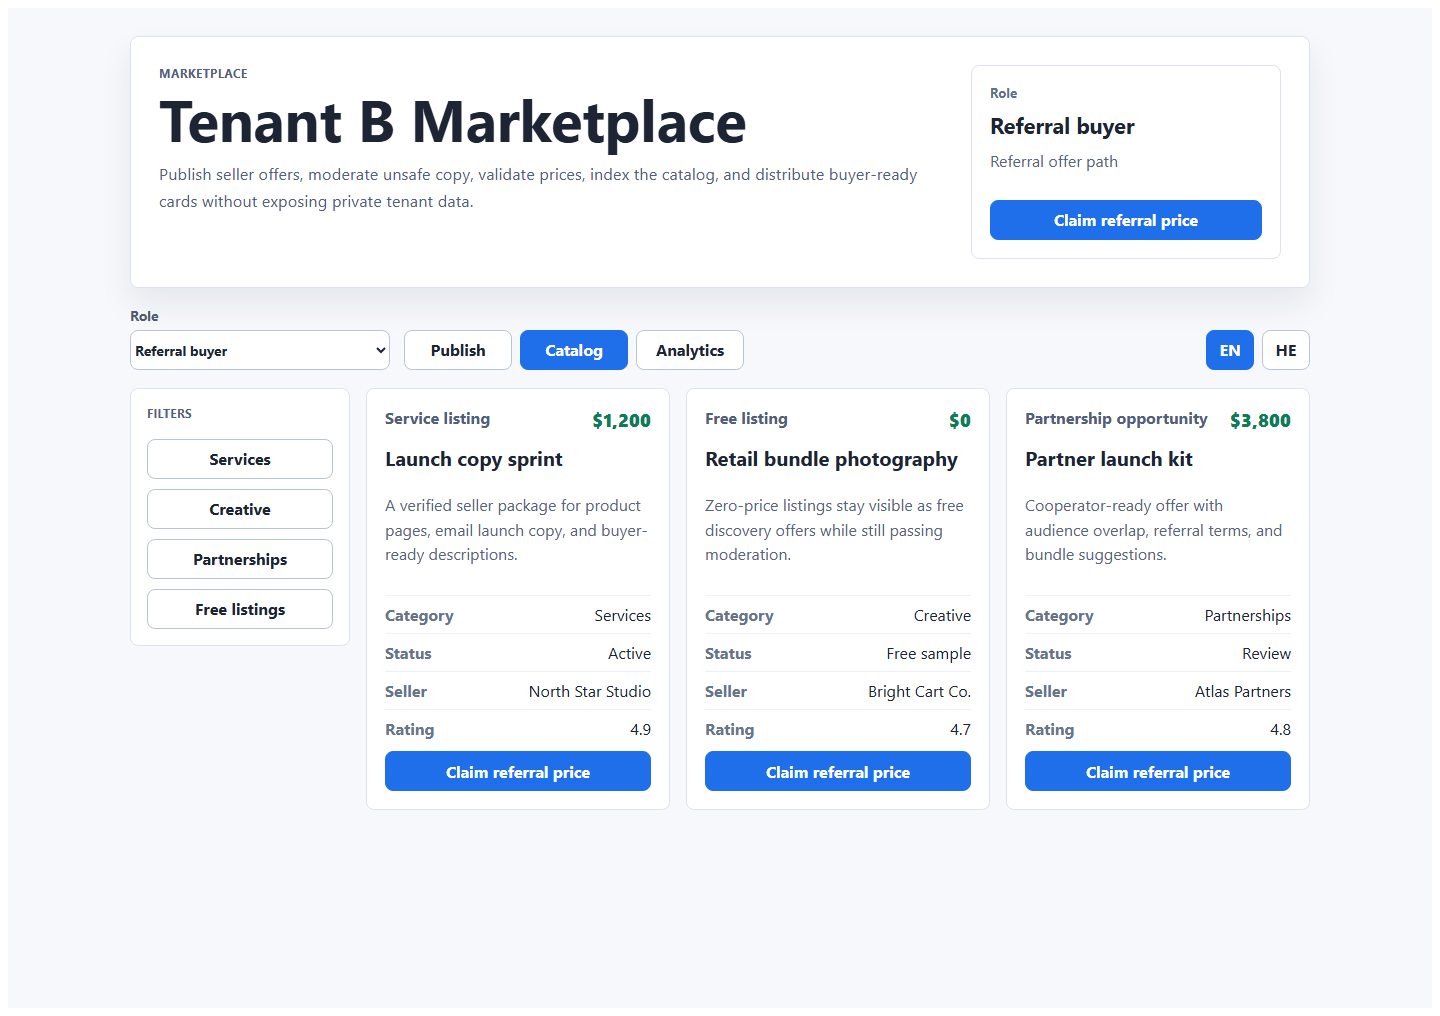 MARKETPLACE
Tenant B Marketplace
Publish seller offers, moderate unsafe copy, validate prices, index the catalog, and distribute buyer-ready
cards without exposing private tenant data.
Role
Referral buyer
Referral offer path
Claim referral price
Role
Referral buyer
Publish
Catalog
Analytics
EN
HE
FILTERS
Services
Creative
Partnerships
Free listings
Service listing
$1,200
Launch copy sprint
A verified seller package for product
pages, email launch copy, and buyer-
ready descriptions.
Category Services
Status Active
Seller North Star Studio
Rating 4.9
Claim referral price
Free listing
$0
Retail bundle photography
Zero-price listings stay visible as free
discovery offers while still passing
moderation.
Category Creative
Status Free sample
Seller Bright Cart Co.
Rating 4.7
Claim referral price
Partnership opportunity
$3,800
Partner launch kit
Cooperator-ready offer with
audience overlap, referral terms, and
bundle suggestions.
Category Partnerships
Status Review
Seller Atlas Partners
Rating 4.8
Claim referral price